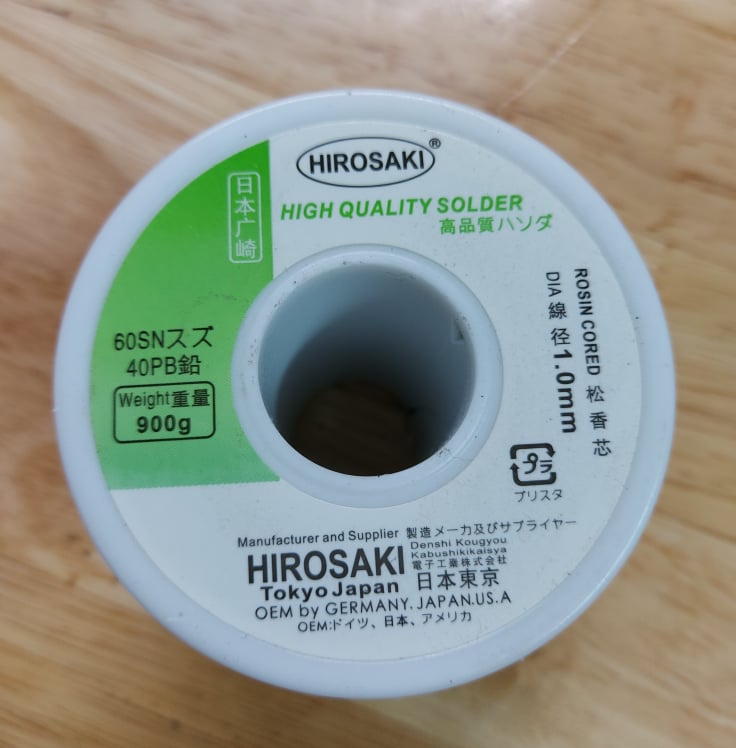 HIROSAKI®
HIGH QUALITY SOLDER
高品質ハンダ
日本广崎
60SNスズ
40PB鉛
Weight重量
900g
ROSIN CORED 松香芯
DIA 線径1.0mm
プラ
プリスタ
Manufacturer and Supplier 製造メーカ及びサブライヤー
HIROSAKI
Denshi Kougyou
Kabushikikaisya
電子工業株式会社
Tokyo Japan 日本東京
OEM by GERMANY. JAPAN.US.A
OEM:ドイツ、日本、アメリカ